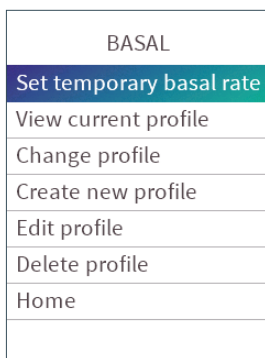 BASAL
Set temporary basal rate
View current profile
Change profile
Create new profile
Edit profile
Delete profile
Home